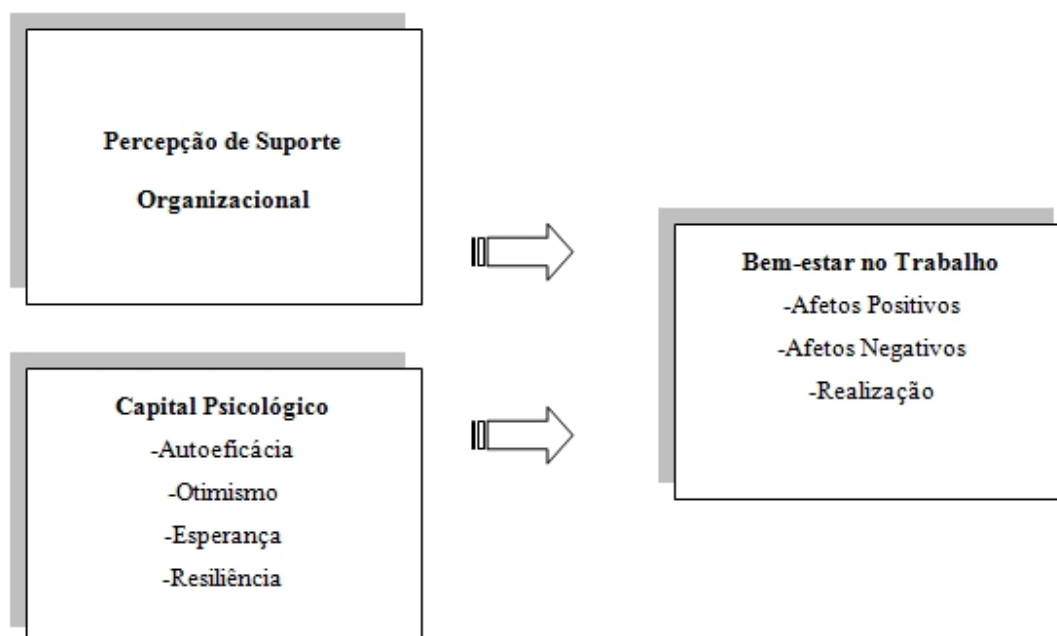 Percepção de Suporte
Organizacional
Capital Psicológico
-Autoeficácia
-Otimismo
-Esperança
-Resiliência
Bem-estar no Trabalho
-Afetos Positivos
-Afetos Negativos
-Realização